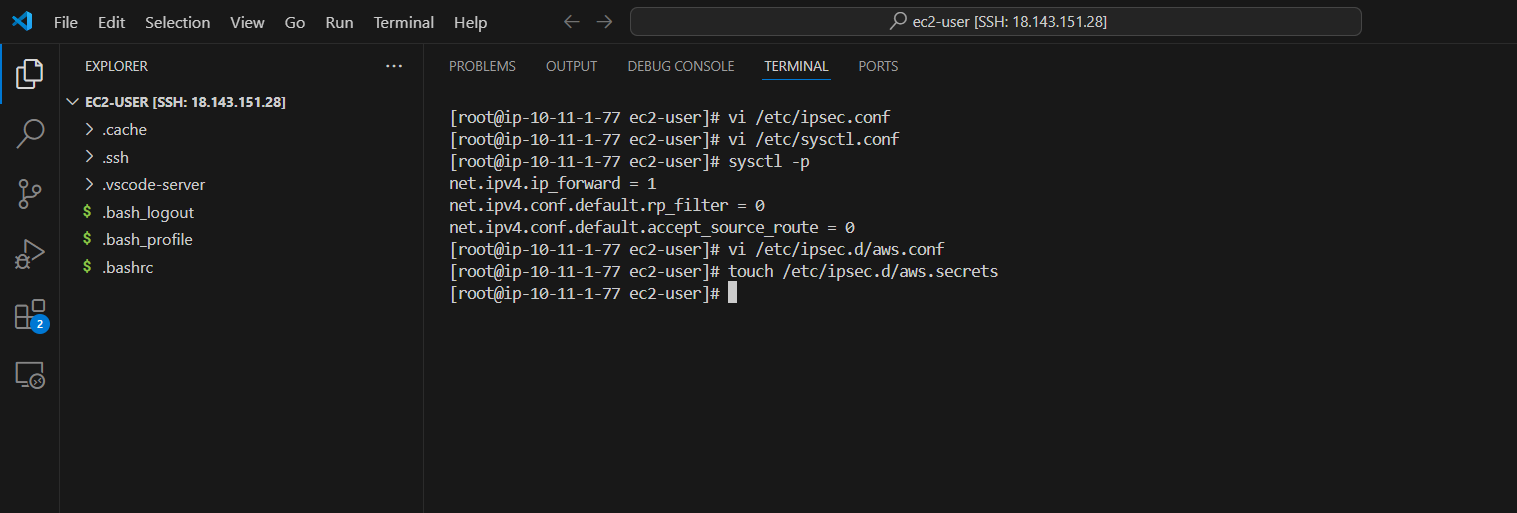 File Edit Selection View Go Run Terminal Help
ec2-user [SSH: 18.143.151.28]
EXPLORER
EC2-USER [SSH: 18.143.151.28]
.cache
.ssh
.vscode-server
$ .bash_logout
$ .bash_profile
$ .bashrc
2
PROBLEMS OUTPUT DEBUG CONSOLE TERMINAL PORTS
[root@ip-10-11-1-77 ec2-user]# vi /etc/ipsec.conf
[root@ip-10-11-1-77 ec2-user]# vi /etc/sysctl.conf
[root@ip-10-11-1-77 ec2-user]# sysctl -p
net.ipv4.ip_forward = 1
net.ipv4.conf.default.rp_filter = 0
net.ipv4.conf.default.accept_source_route = 0
[root@ip-10-11-1-77 ec2-user]# vi /etc/ipsec.d/aws.conf
[root@ip-10-11-1-77 ec2-user]# touch /etc/ipsec.d/aws.secrets
[root@ip-10-11-1-77 ec2-user]#